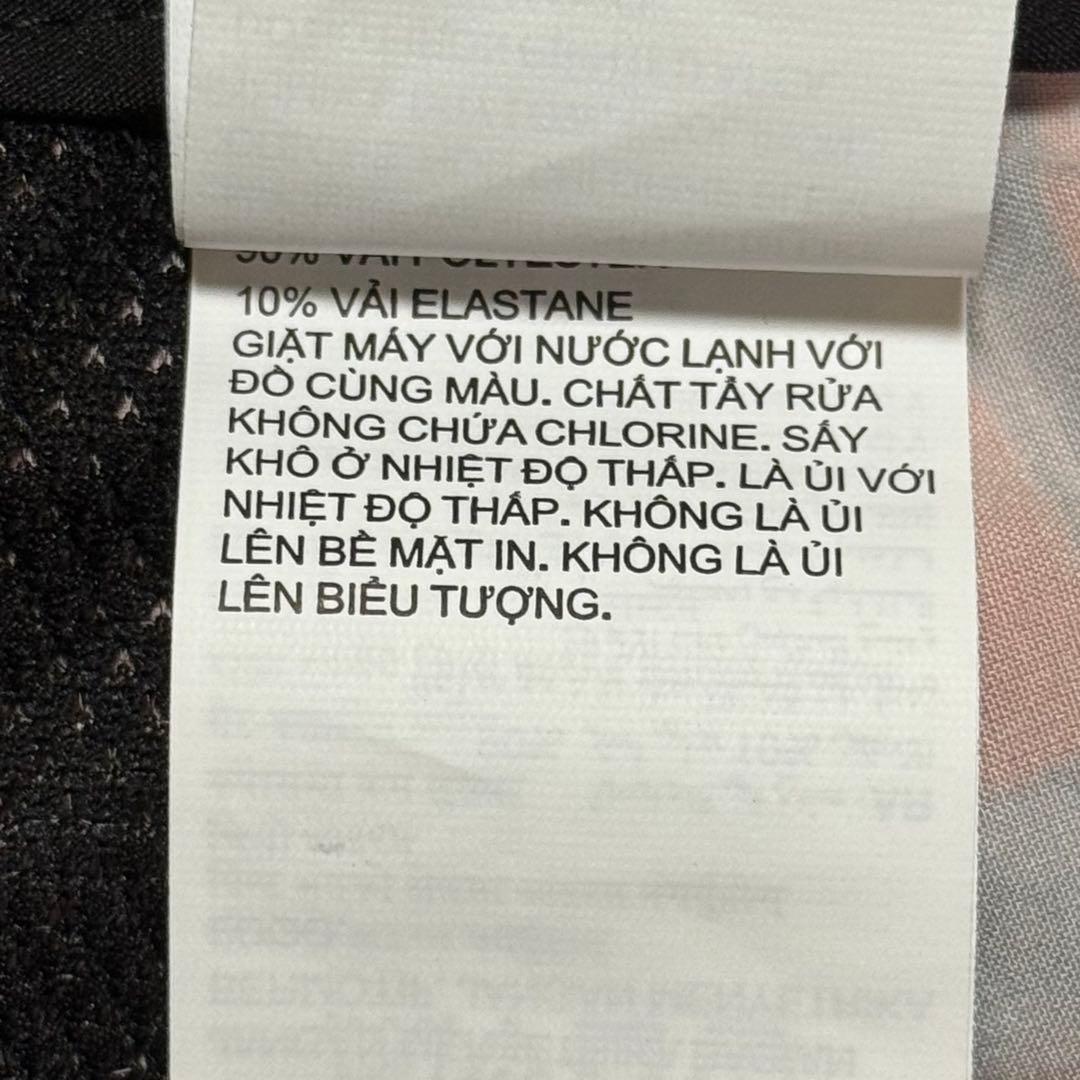 10% VẢI ELASTANE
GIẶT MÁY VỚI NƯỚC LẠNH VỚI
ĐỒ CÙNG MÀU. CHẤT TẨY RỬA
KHÔNG CHỨA CHLORINE. SẤY
KHÔ Ở NHIỆT ĐỘ THẤP. LÀ ỦI VỚI
NHIỆT ĐỘ THẤP. KHÔNG LÀ ỦI
LÊN BỀ MẶT IN. KHÔNG LÀ ỦI
LÊN BIỂU TƯỢNG.